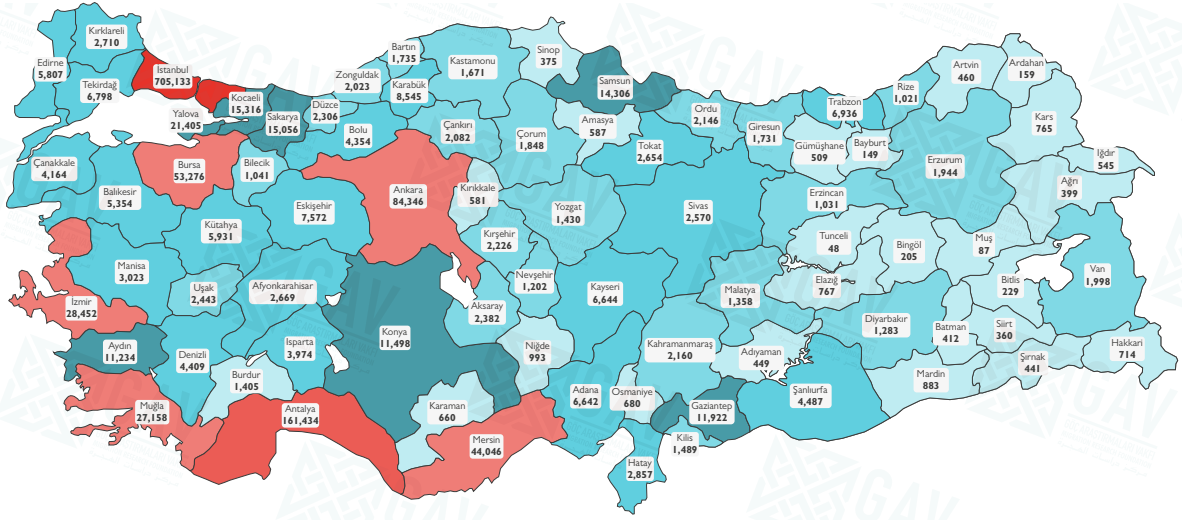 Kırklareli
2,710
Edirne
5,807
Tekirdağ
6,798
Istanbul
705,133
Kocaeli
15,316
Yalova
21,405
Sakarya
15,056
Düzce
2,306
Zonguldak
2,023
Bartın
1,735
Karabük
8,545
Kastamonu
1,671
Sinop
375
Samsun
14,306
Bolu
4,354
Çankırı
2,082
Çorum
1,848
Amasya
587
Ordu
2,146
Giresun
1,731
Trabzon
6,936
Rize
1,021
Artvin
460
Ardahan
159
Kars
765
Iğdır
545
Ağrı
399
Gümüşhane
509
Bayburt
149
Erzurum
1,944
Tokat
2,654
Çanakkale
4,164
Balıkesir
5,354
Bursa
53,276
Bilecik
1,041
Eskişehir
7,572
Kütahya
5,931
Ankara
84,346
Kırıkkale
581
Yozgat
1,430
Sivas
2,570
Erzincan
1,031
Tunceli
48
Bingöl
205
Muş
87
Bitlis
229
Van
1,998
Kırşehir
2,226
Nevşehir
1,202
Kayseri
6,644
Malatya
1,358
Elazığ
767
Diyarbakır
1,283
Batman
412
Siirt
360
Şırnak
441
Hakkari
714
Mardin
883
Manisa
3,023
İzmir
28,452
Uşak
2,443
Afyonkarahisar
2,669
Aksaray
2,382
Konya
11,498
Niğde
993
Kahramanmaraş
2,160
Adıyaman
449
Şanlıurfa
4,487
Aydın
11,234
Denizli
4,409
Isparta
3,974
Burdur
1,405
Muğla
27,158
Antalya
161,434
Karaman
660
Mersin
44,046
Adana
6,642
Osmaniye
680
Gaziantep
11,922
Kilis
1,489
Hatay
2,857
GAV
GAV
GAV